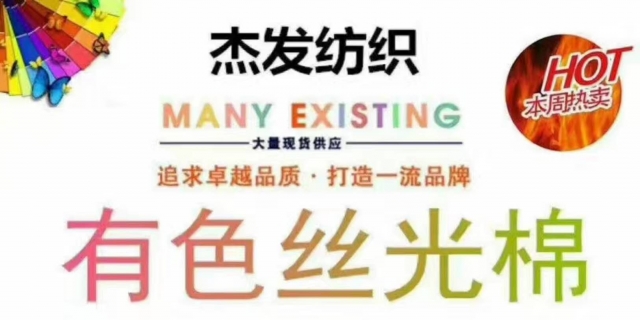 杰发纺织
HOT
本周热卖
MANY EXISTING
大量现货供应
追求卓越品质·打造一流品牌
有色丝光棉